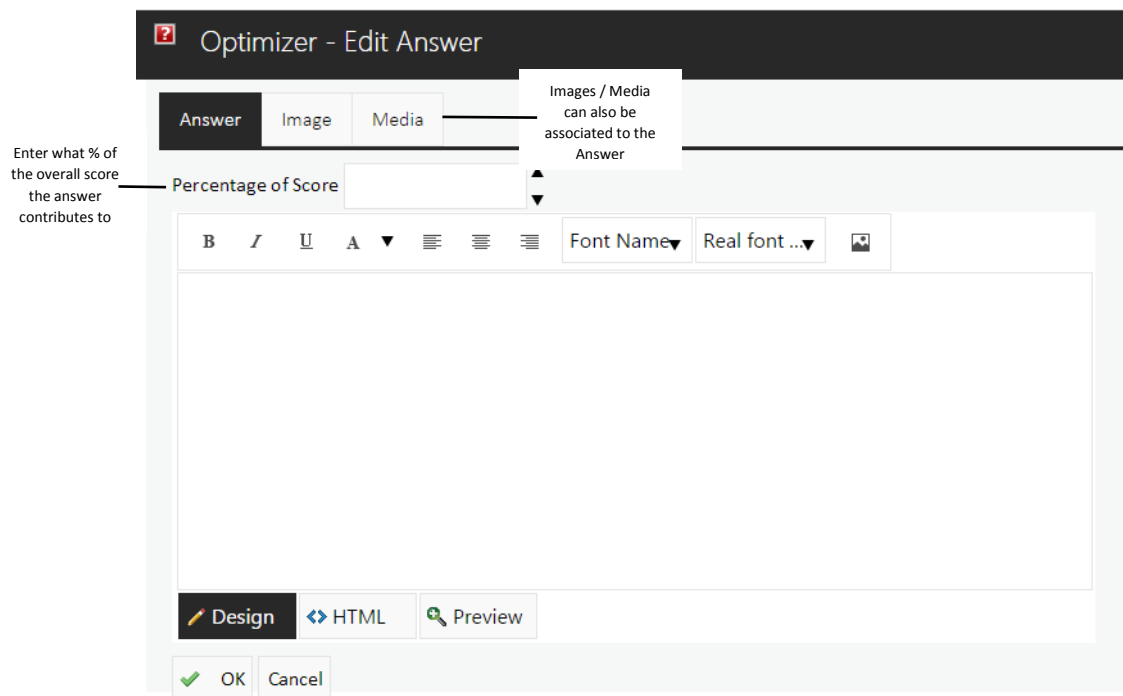 Optimizer - Edit Answer
Images / Media
can also be
associated to the
Answer
Answer Image Media
Enter what % of
the overall score
the answer
contributes to
Percentage of Score
B I U A Font Name Real font ...
Design HTML Preview
OK Cancel